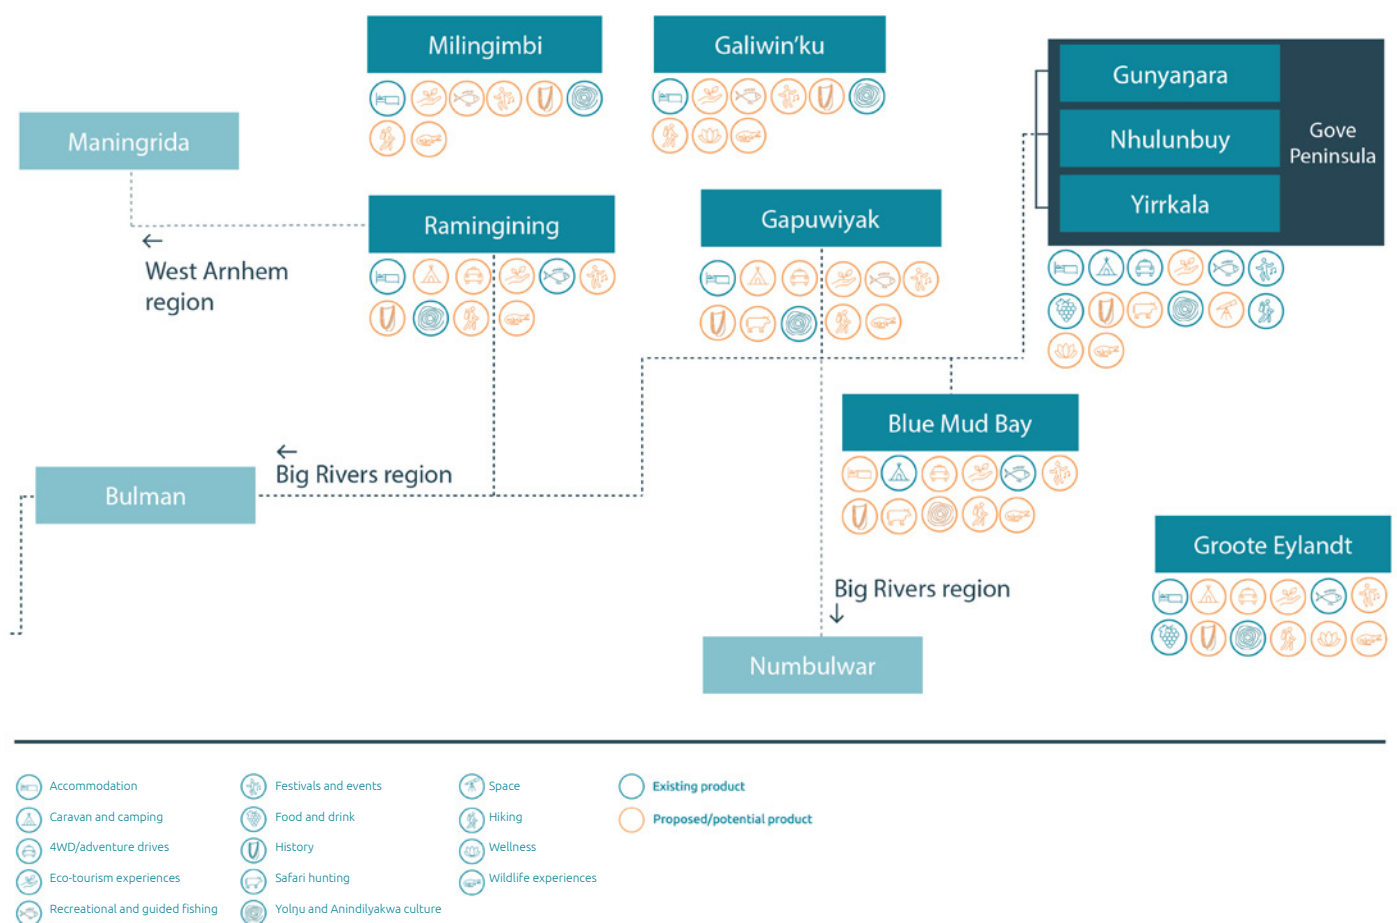 Milingimbi
Galiwin’ku
Gunyaŋara
Nhulunbuy
Yirrkala
Gove
Peninsula
Maningrida
Ramingining
Gapuwiyak
←
West Arnhem
region
Blue Mud Bay
←
Big Rivers region
Bulman
Groote Eylandt
Big Rivers region
↓
Numbulwar
Accommodation
Caravan and camping
4WD/adventure drives
Eco-tourism experiences
Recreational and guided fishing
Festivals and events
Food and drink
History
Safari hunting
Yolŋu and Anindilyakwa culture
Space
Hiking
Wellness
Wildlife experiences
Existing product
Proposed/potential product